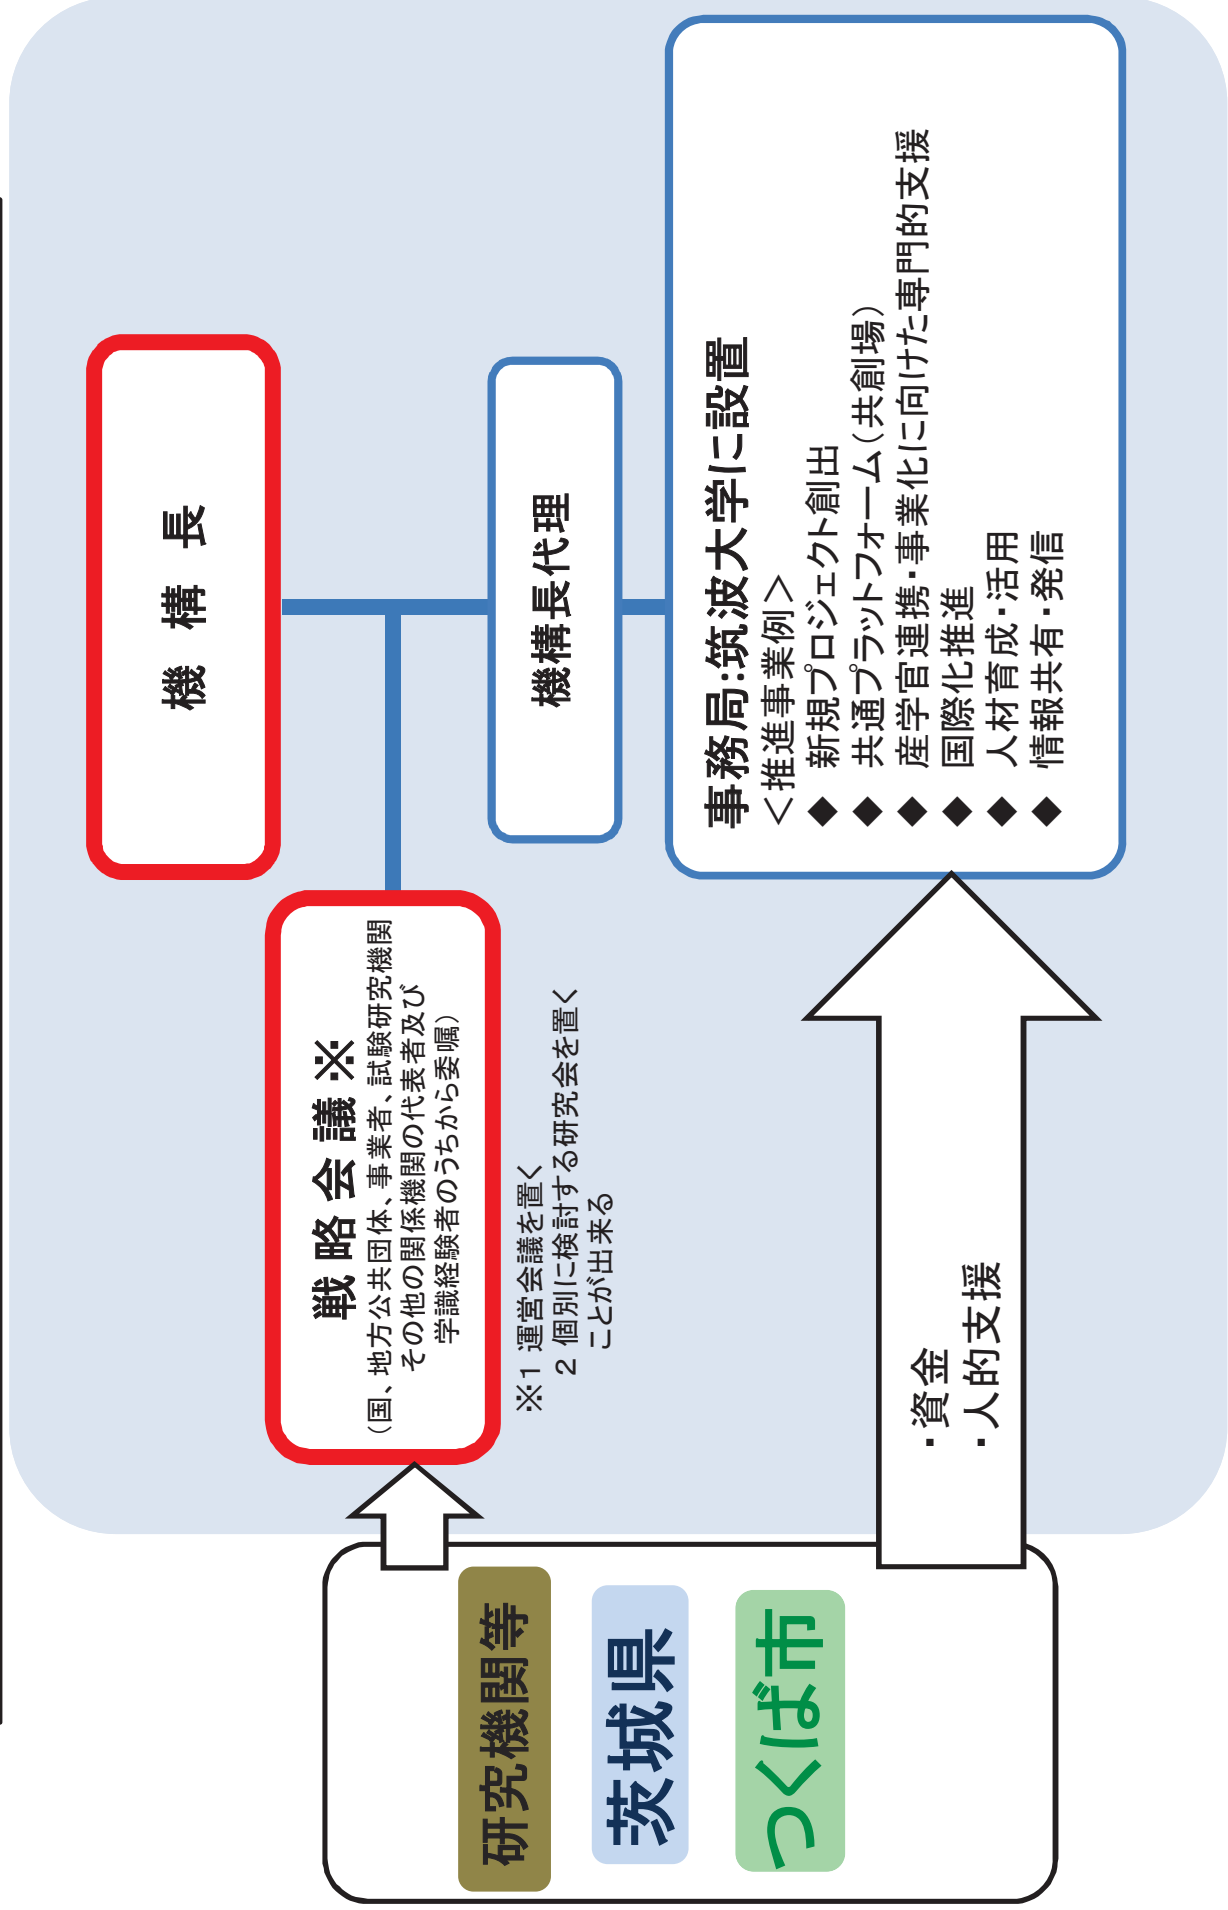 機 構 長
戦 略 会 議 ※
（国、地方公共団体、事業者、試験研究機関
その他の関係機関の代表者及び
学識経験者のうちから委嘱）
機構長代理
※1 運営会議を置く
2 個別に検討する研究会を置く
ことが出来る
事務局:筑波大学に設置
＜推進事業例＞
◆ 新規プロジェクト創出
◆ 共通プラットフォーム（共創場）
◆ 産学官連携・事業化に向けた専門的支援
◆ 国際化推進
◆ 人材育成・活用
◆ 情報共有・発信
研究機関等
茨城県
つくば市
・資金
・人的支援